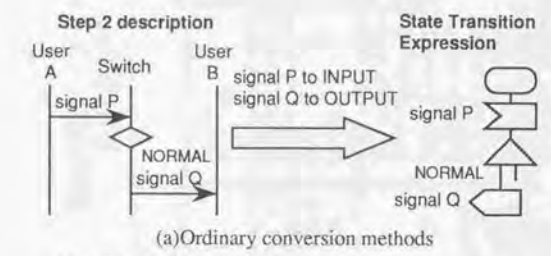 Step 2 description
State Transition
Expression
User
A
Switch
User
B
signal P to INPUT
signal Q to OUTPUT
signal P
NORMAL
signal Q
signal P
NORMAL
signal Q
(a)Ordinary conversion methods